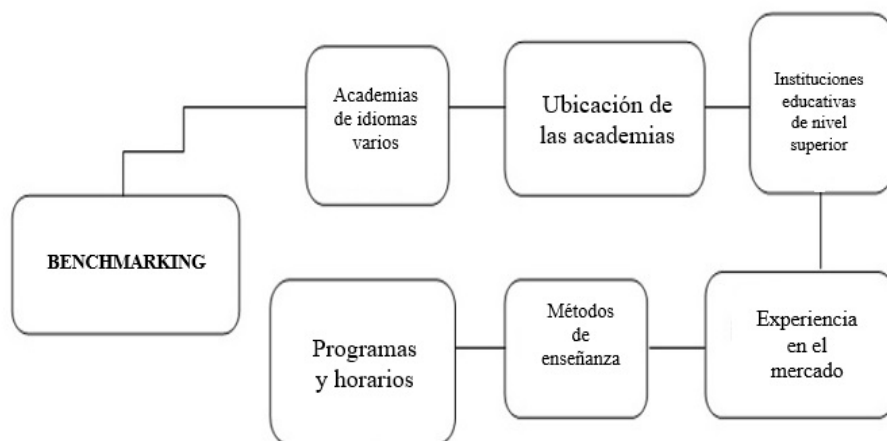 BENCHMARKING
Academias
de idiomas
varios
Ubicación de
las academias
Instituciones
educativas
de nivel
superior
Experiencia
en el
mercado
Métodos
de
enseñanza
Programas
y horarios